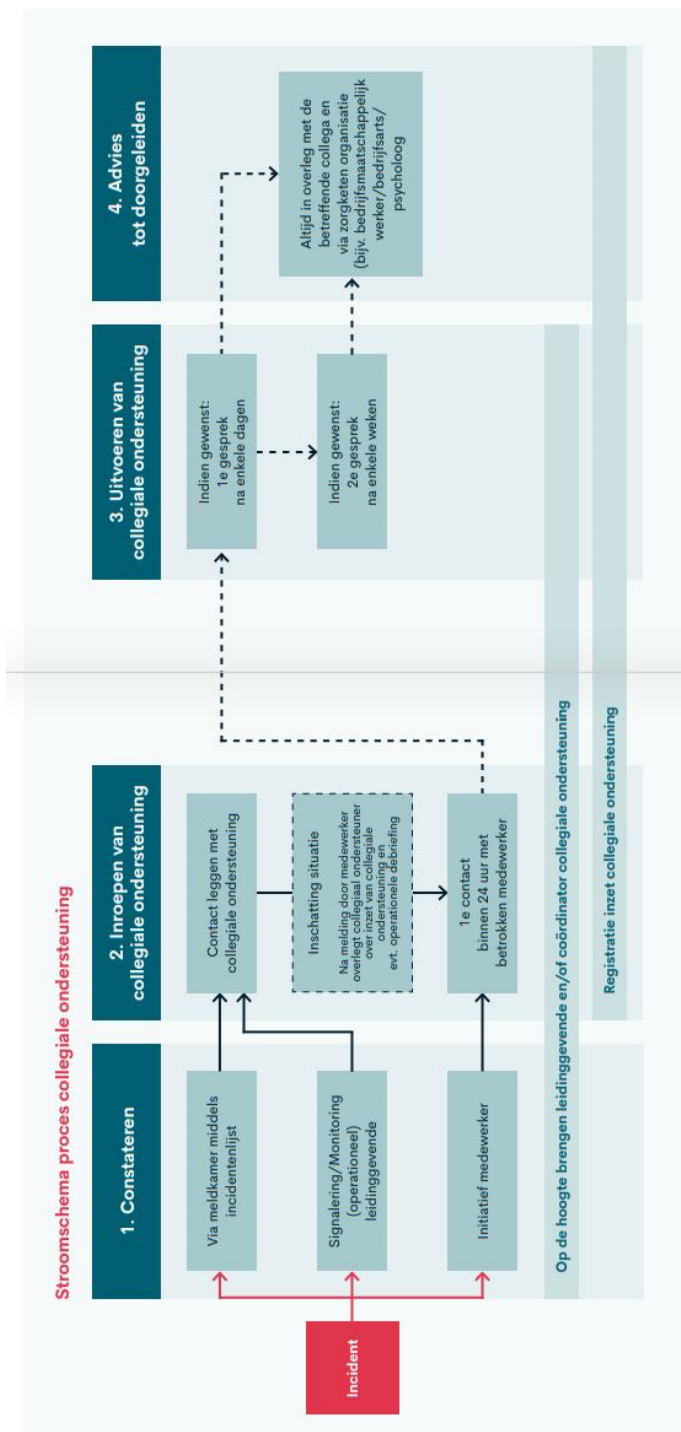 Stroomschema proces collegiale ondersteuning
Incident
1. Constateren
Via meldkamer middels
incidentenlijst
Signalering/Monitoring
(operationeel)
leidinggevende
Initiatief medewerker
2. Inroepen van
collegiale ondersteuning
Contact leggen met
collegiale ondersteuning
Inschatting situatie
Na melding door medewerker
overlegt collegiaal ondersteuner
over inzet van collegiale
ondersteuning en
evt. operationele debriefing
1e contact
binnen 24 uur met
betrokken medewerker
3. Uitvoeren van
collegiale ondersteuning
Indien gewenst:
1e gesprek
na enkele dagen
Indien gewenst:
2e gesprek
na enkele weken
4. Advies
tot doorgeleiden
Altijd in overleg met de
betreffende collega en
via zorgketen organisatie
(bijv. bedrijfsmaatschappelijk
werker/bedrijfsarts/
psycholoog
Op de hoogte brengen leidinggevende en/of coördinator collegiale ondersteuning
Registratie inzet collegiale ondersteuning